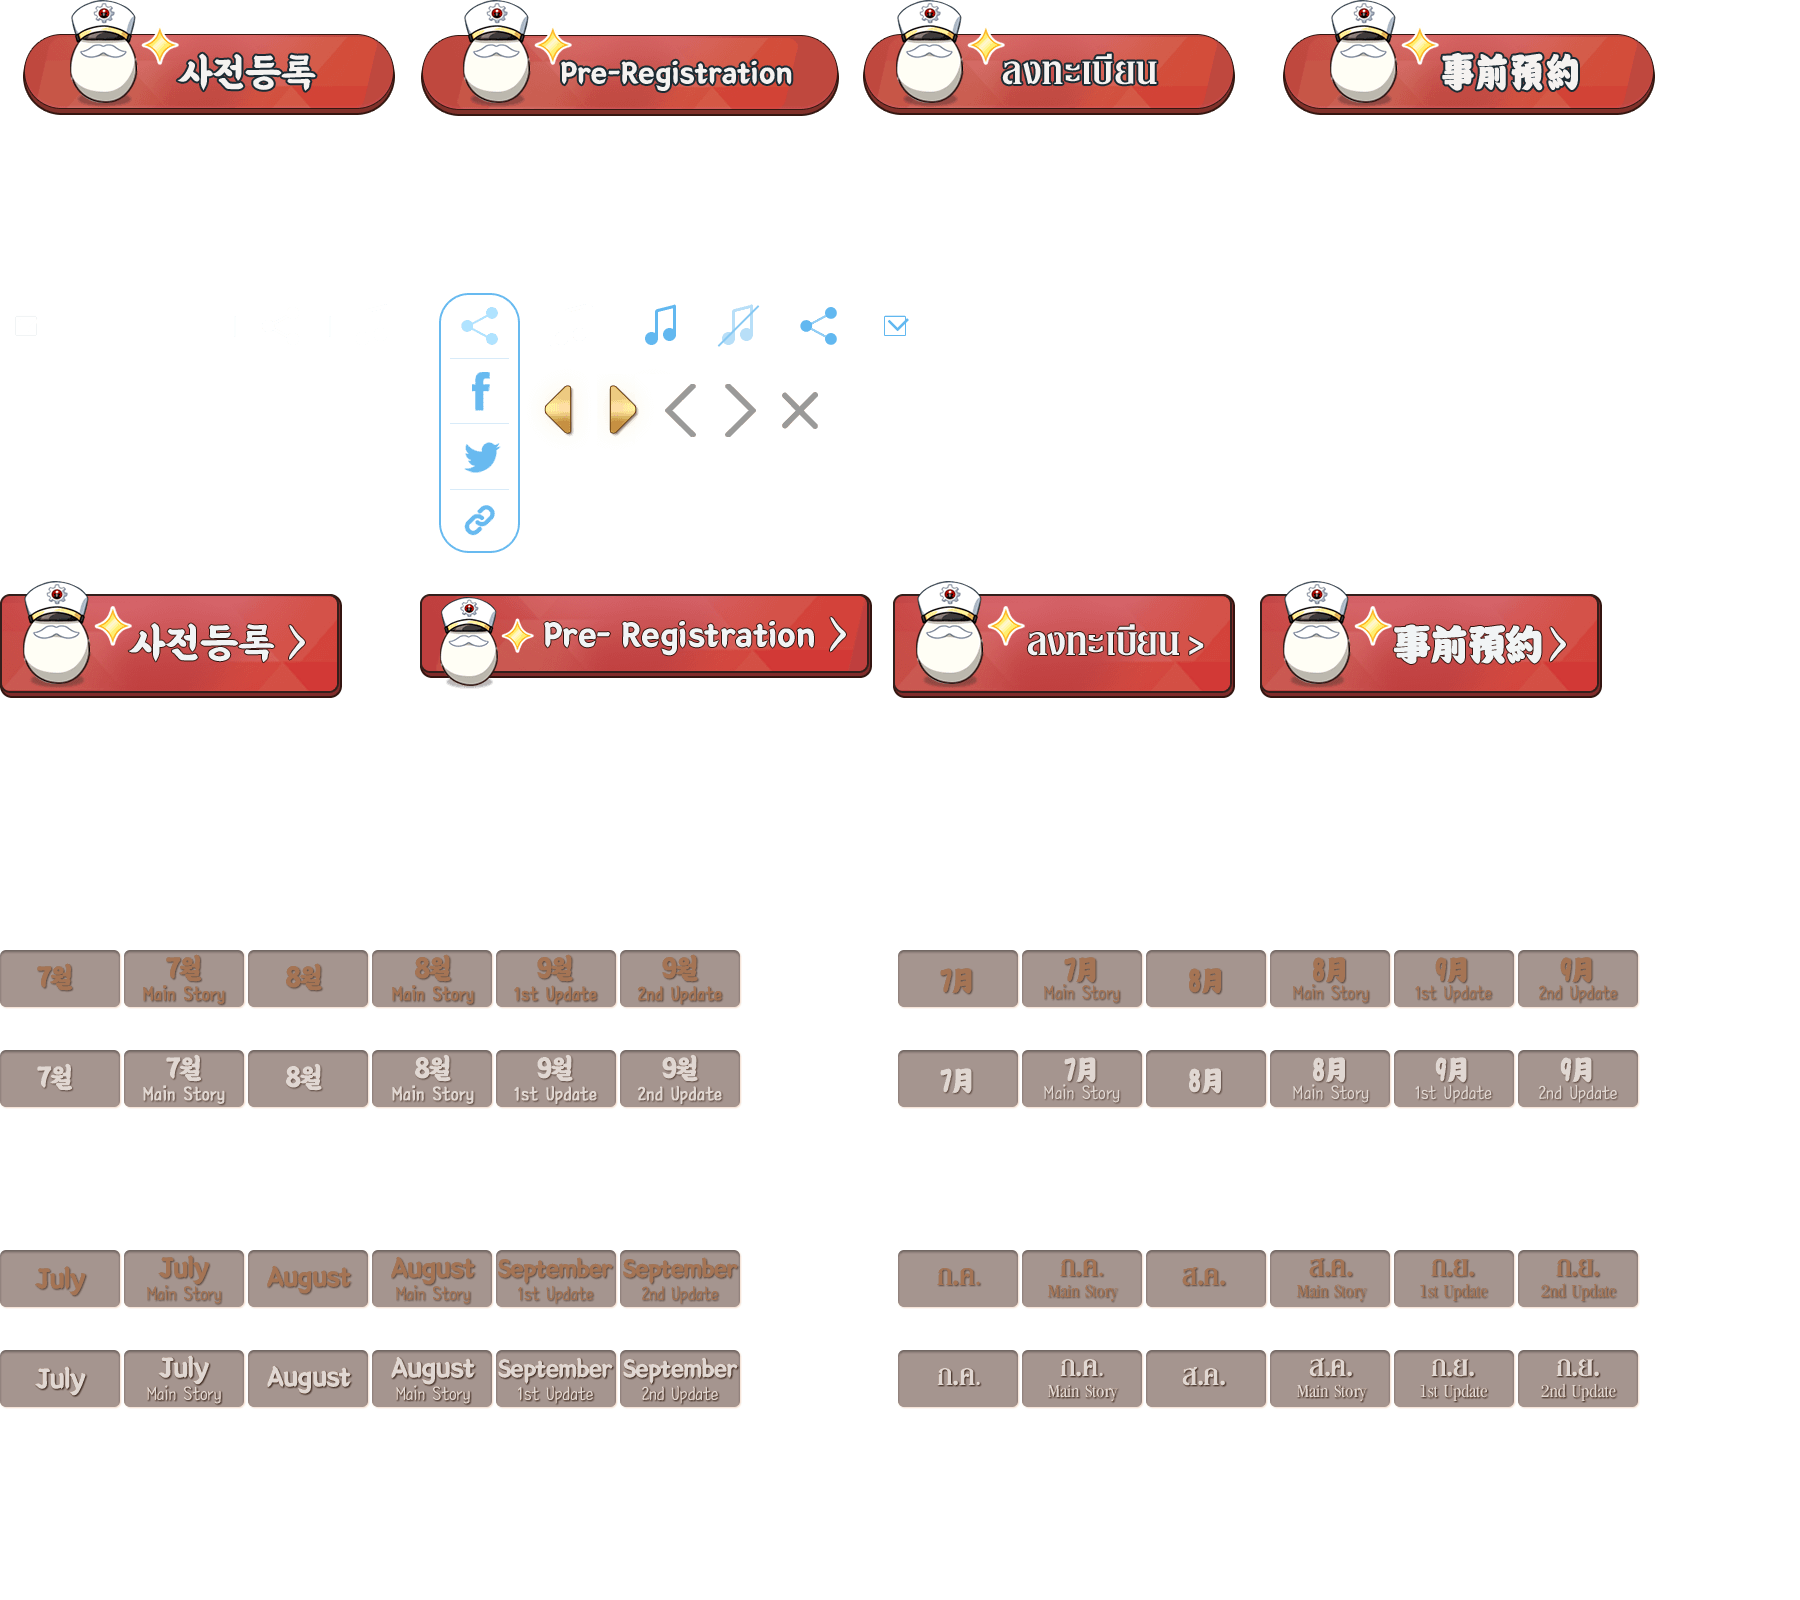 사전등록
Pre-Registration
ลงทะเบียน
事前預約
사전등록 >
Pre- Registration >
ลงทะเบียน >
事前預約 >
7월
7월
Main Story
8월
8월
Main Story
9월
1st Update
9월
2nd Update
7月
7月
Main Story
8月
8月
Main Story
9月
1st Update
9月
2nd Update
7월
7월
Main Story
8월
8월
Main Story
9월
1st Update
9월
2nd Update
7月
7月
Main Story
8月
8月
Main Story
9月
1st Update
9月
2nd Update
July
July
Main Story
August
August
Main Story
September
1st Update
September
2nd Update
ก.ค.
ก.ค.
Main Story
ส.ค.
ส.ค.
Main Story
ก.ย.
1st Update
ก.ย.
2nd Update
July
July
Main Story
August
August
Main Story
September
1st Update
September
2nd Update
ก.ค.
ก.ค.
Main Story
ส.ค.
ส.ค.
Main Story
ก.ย.
1st Update
ก.ย.
2nd Update